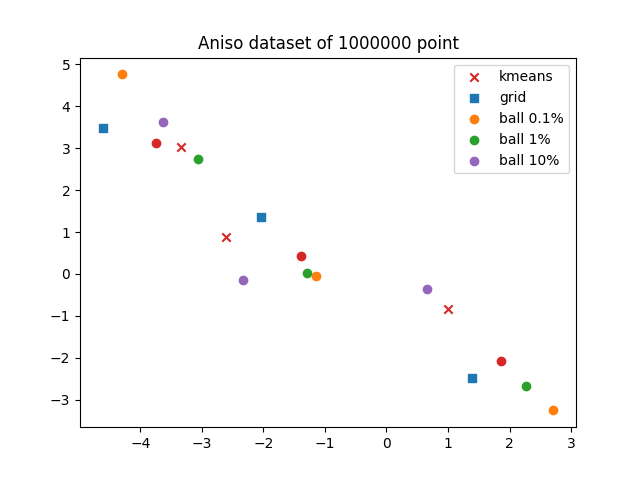 Aniso dataset of 1000000 point
5
4
3
2
1
0
−1
−2
−3
kmeans
grid
ball 0.1%
ball 1%
ball 10%
−4 −3 −2 −1 0 1 2 3